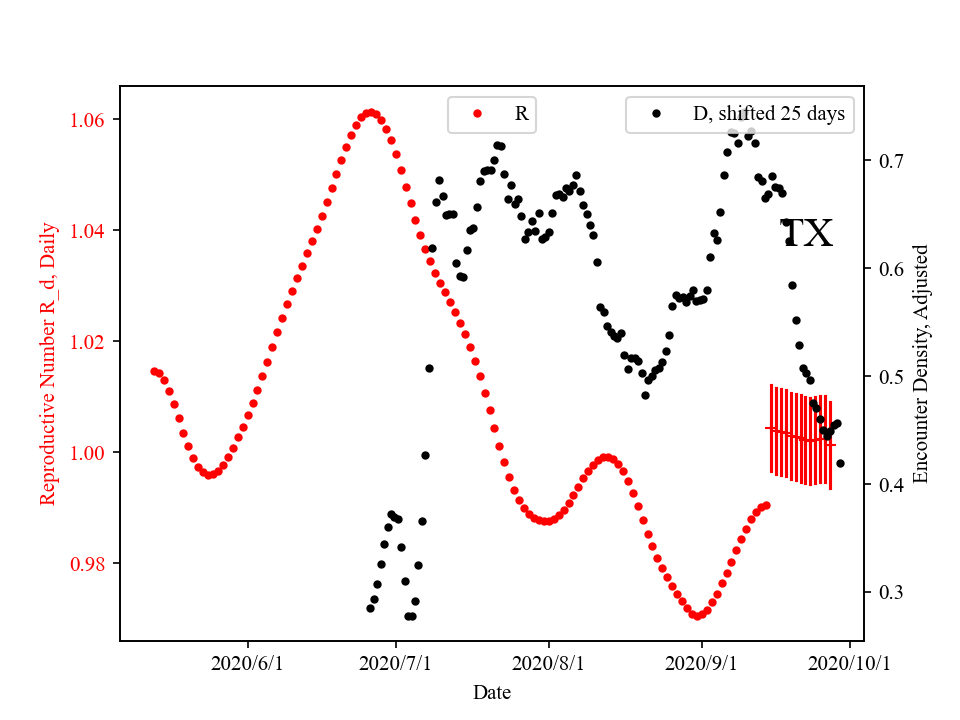 R
D, shifted 25 days
TX
1.06
1.04
1.02
1.00
0.98
Reproductive Number R_d, Daily
0.7
0.6
0.5
0.4
0.3
Encounter Density, Adjusted
2020/6/1
2020/7/1
2020/8/1
2020/9/1
2020/10/1
Date